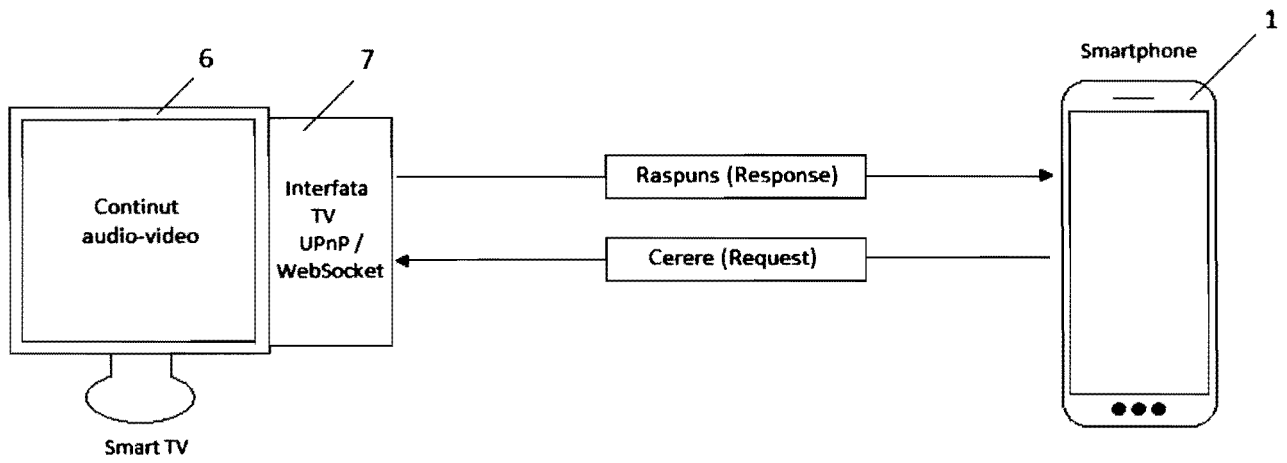 1
Smartphone
6
7
Continut
audio-video
Interfata
TV
UPnP /
WebSocket
Raspuns (Response)
Cerere (Request)
Smart TV